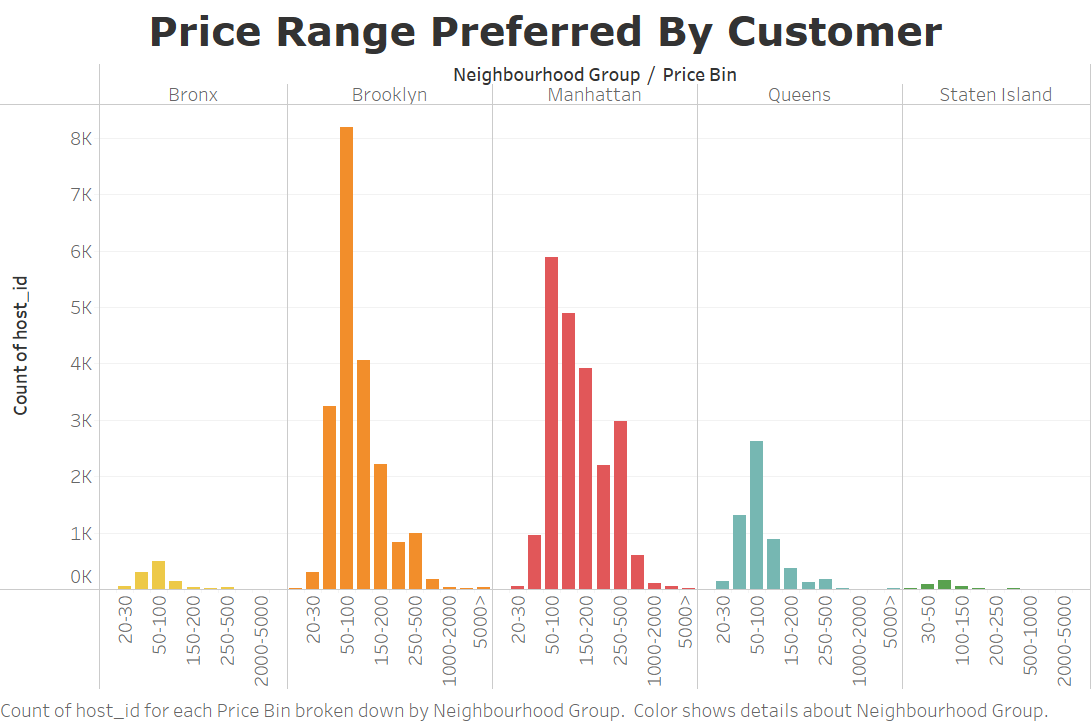 Price Range Preferred By Customer
Neighbourhood Group / Price Bin
Bronx Brooklyn Manhattan Queens Staten Island
Count of host_id
8K
7K
6K
5K
4K
3K
2K
1K
0K
20-30 50-100 150-200 250-500 2000-5000 20-30 50-100 150-200 250-500 1000-2000 5000> 20-30 50-100 150-200 250-500 1000-2000 5000> 20-30 50-100 150-200 250-500 1000-2000 5000> 30-50 100-150 200-250 500-1000 2000-5000
Count of host_id for each Price Bin broken down by Neighbourhood Group.  Color shows details about Neighbourhood Group.